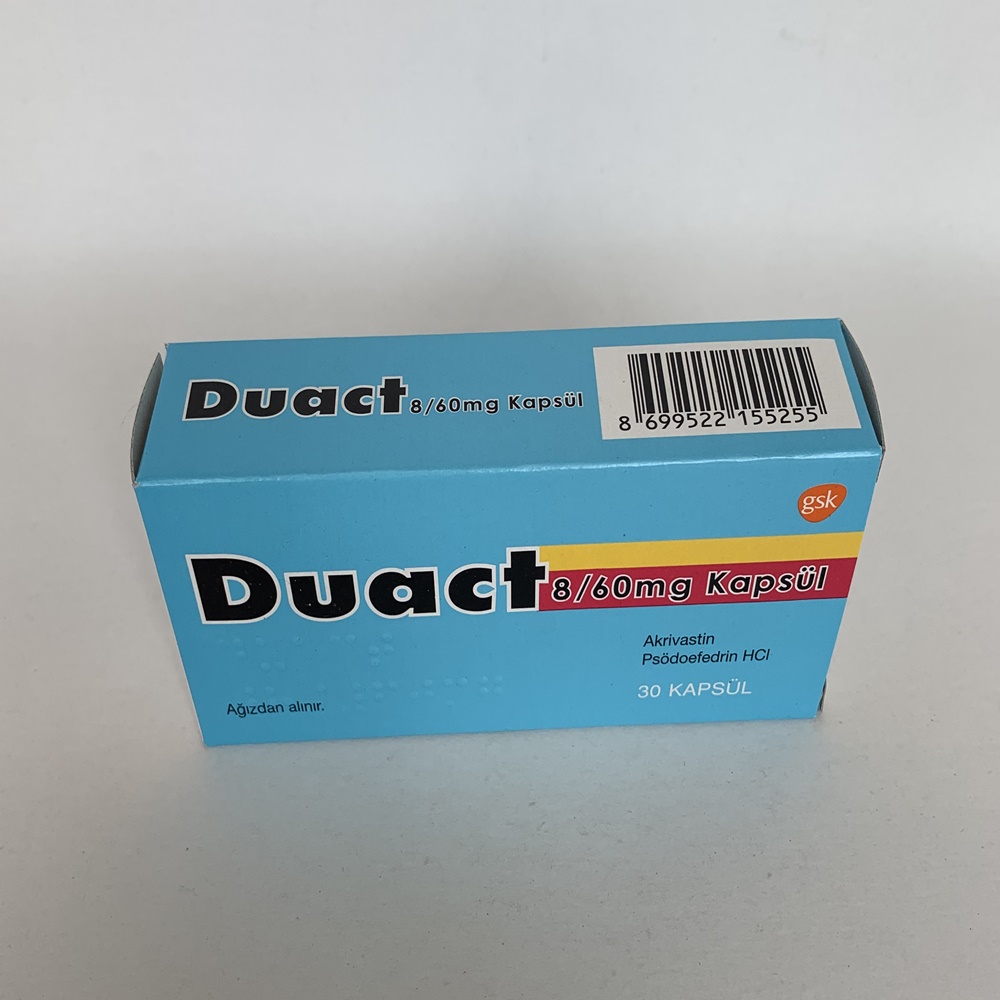 Duact 8/60mg Kapsül
8 699522 155255
gsk
Duact 8/60mg Kapsül
Akrivastin
Psödoefedrin HCl
30 KAPSÜL
Ağızdan alınır.